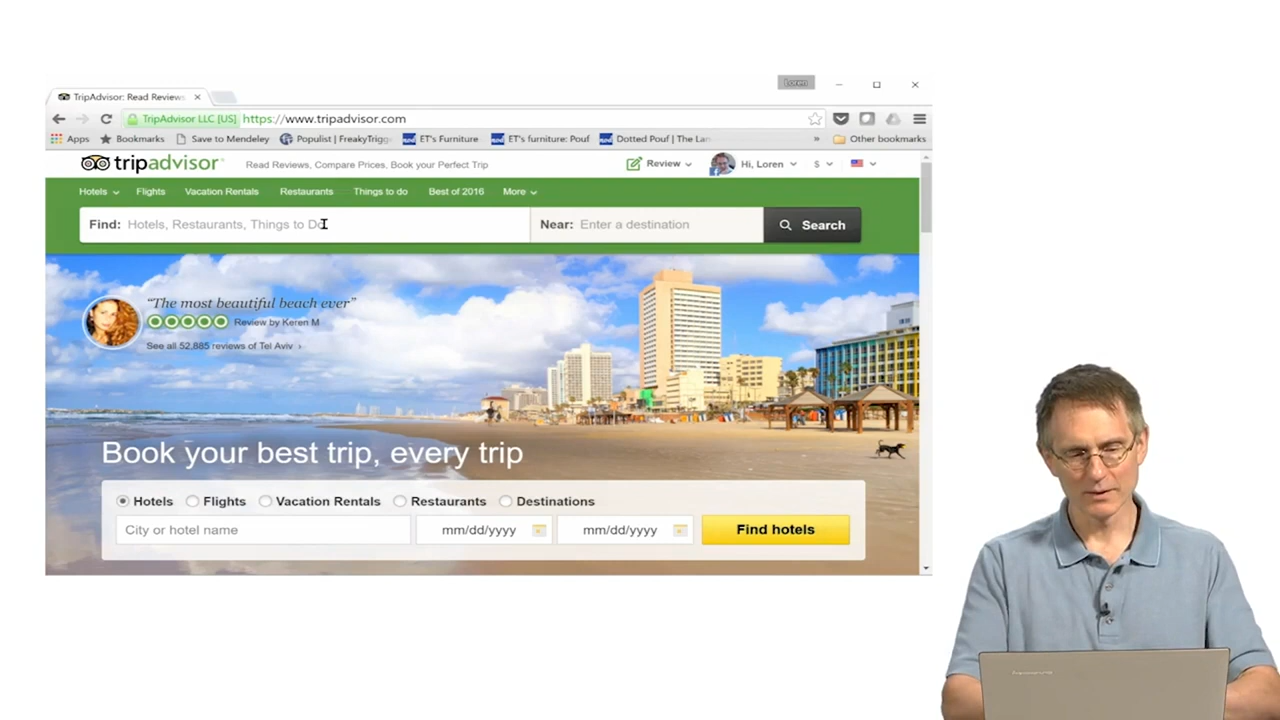 Loren
TripAdvisor: Read Reviews
TripAdvisor LLC [US] https://www.tripadvisor.com
Apps Bookmarks Save to Mendeley Populist | FreakyTrigg ET's Furniture ET's furniture: Pouf Dotted Pouf | The Lan » Other bookmarks
tripadvisor Read Reviews, Compare Prices, Book your Perfect Trip Review Hi, Loren $
Hotels Flights Vacation Rentals Restaurants Things to do Best of 2016 More
Find: Hotels, Restaurants, Things to Do Near: Enter a destination Search
“The most beautiful beach ever”
Review by Keren M
See all 52,885 reviews of Tel Aviv ›
Book your best trip, every trip
Hotels Flights Vacation Rentals Restaurants Destinations
City or hotel name mm/dd/yyyy mm/dd/yyyy Find hotels